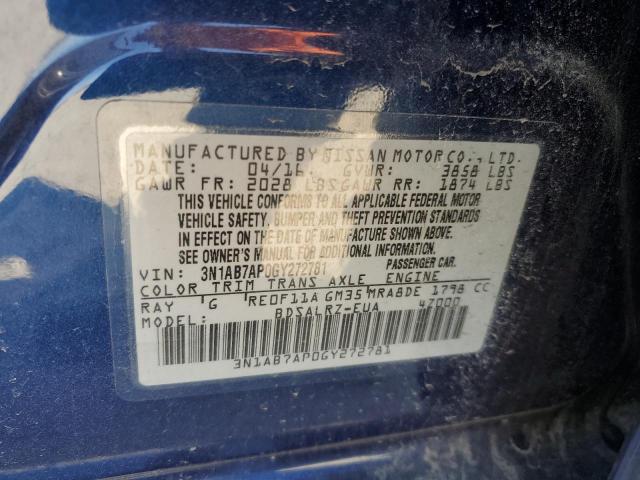 MANUFACTURED BY NISSAN MOTOR CO., LTD.
DATE: 04/16 GVWR: 3858 LBS
GAWR FR: 2028 LBS GAWR RR: 1874 LBS
THIS VEHICLE CONFORMS TO ALL APPLICABLE FEDERAL MOTOR
VEHICLE SAFETY, BUMPER AND THEFT PREVENTION STANDARDS
IN EFFECT ON THE DATE OF MANUFACTURE SHOWN ABOVE.
SEE OWNER'S MANUAL FOR ADDITIONAL INFORMATION.
VIN: 3N1AB7AP0GY272781 PASSENGER CAR
COLOR TRIM TRANS AXLE ENGINE
RAY G RE0F11A GM35 MRA8DE 1798 CC
MODEL: BDSALRZ-EUA 47000
3N1AB7AP0GY272781